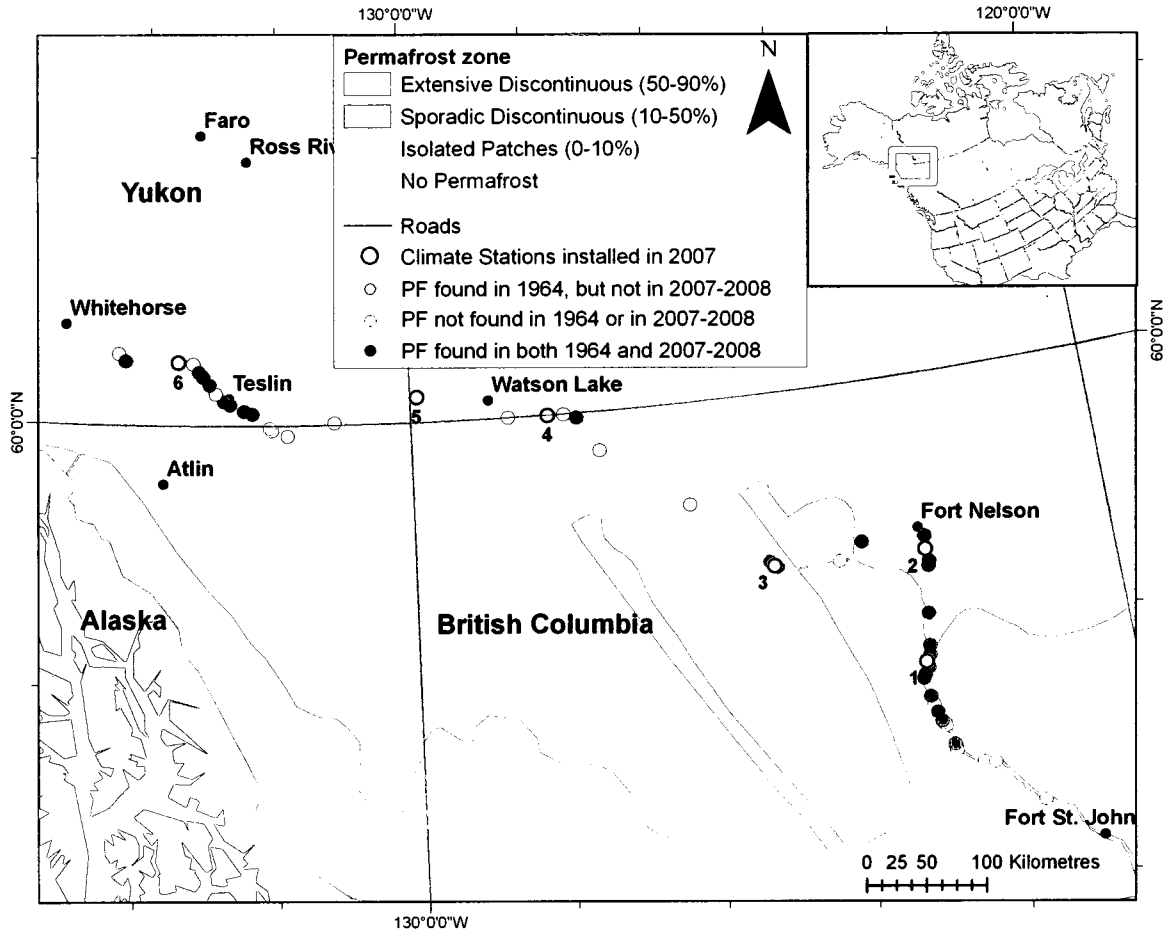 130°0'0"W
120°0'0"W
Permafrost zone
Extensive Discontinuous (50-90%)
Sporadic Discontinuous (10-50%)
Isolated Patches (0-10%)
No Permafrost
Roads
Climate Stations installed in 2007
PF found in 1964, but not in 2007-2008
PF not found in 1964 or in 2007-2008
PF found in both 1964 and 2007-2008
N
Faro
Ross Riv
Yukon
Whitehorse
6
Teslin
5
Watson Lake
4
60°0'0"N
60°0'0"N
Atlin
Fort Nelson
2
3
Alaska
British Columbia
1
Fort St. John
0 25 50 100 Kilometres
130°0'0"W